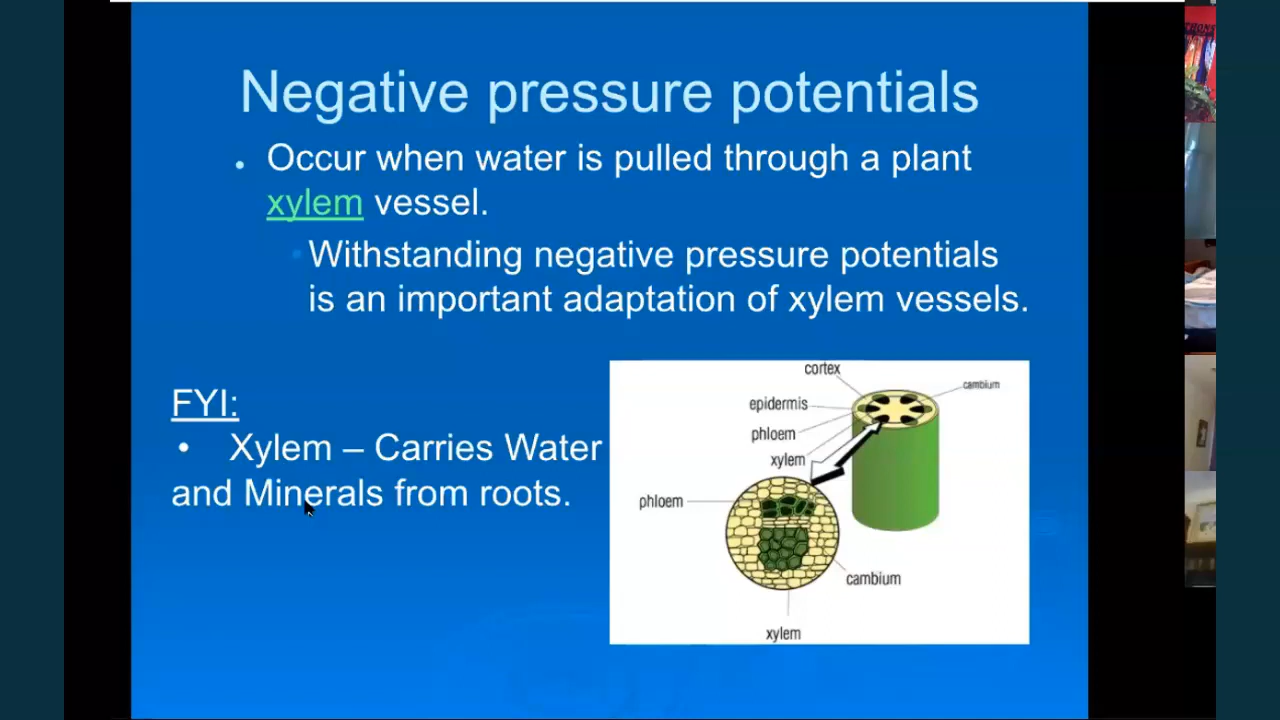 Negative pressure potentials
• Occur when water is pulled through a plant
xylem vessel.
• Withstanding negative pressure potentials
is an important adaptation of xylem vessels.
FYI:
• Xylem – Carries Water
and Minerals from roots.
cortex
cambium
epidermis
phloem
xylem
phloem
cambium
xylem